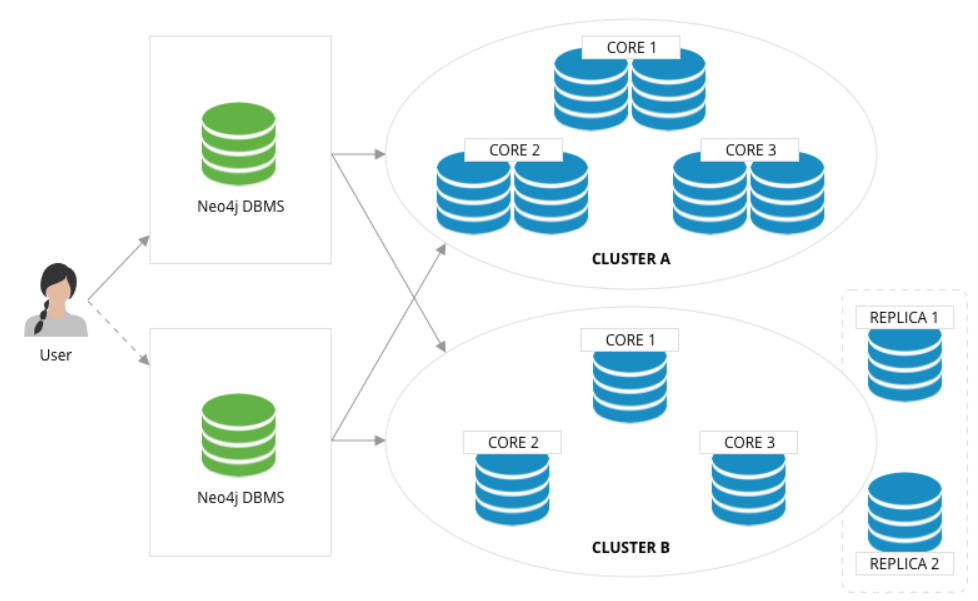 CORE 1
CORE 2
CORE 3
CLUSTER A
Neo4j DBMS
User
Neo4j DBMS
CORE 1
CORE 2
CORE 3
CLUSTER B
REPLICA 1
REPLICA 2